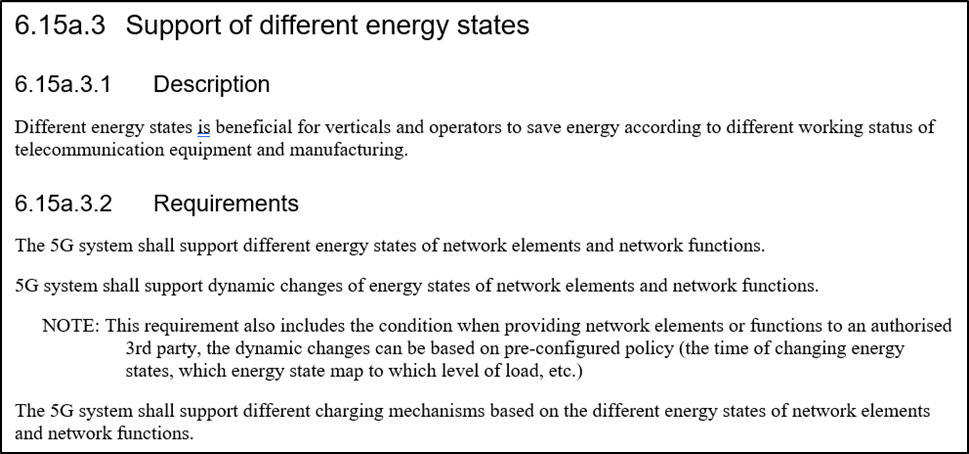 6.15a.3 Support of different energy states
6.15a.3.1 Description
Different energy states is beneficial for verticals and operators to save energy according to different working status of
telecommunication equipment and manufacturing.
6.15a.3.2 Requirements
The 5G system shall support different energy states of network elements and network functions.
5G system shall support dynamic changes of energy states of network elements and network functions.
NOTE: This requirement also includes the condition when providing network elements or functions to an authorised
3rd party, the dynamic changes can be based on pre-configured policy (the time of changing energy
states, which energy state map to which level of load, etc.)
The 5G system shall support different charging mechanisms based on the different energy states of network elements
and network functions.